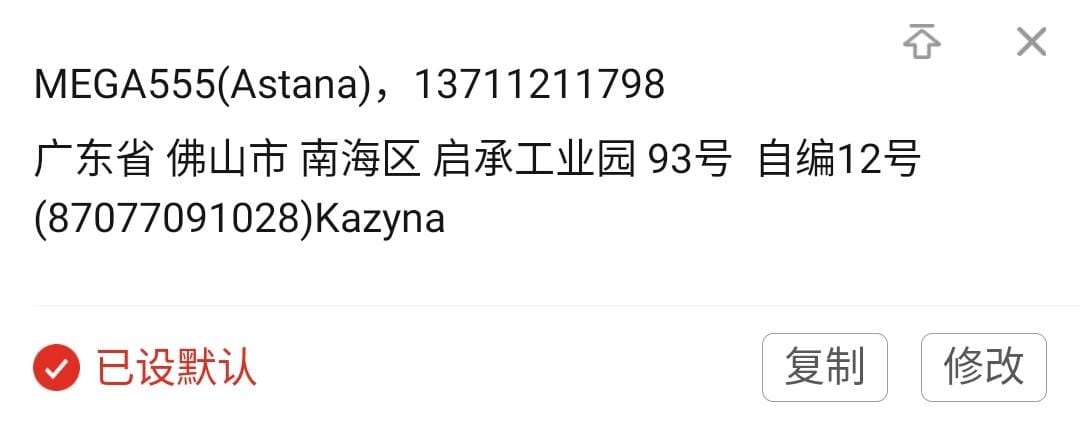 MEGA555(Astana)，13711211798
广东省 佛山市 南海区 启承工业园 93号  自编12号
(87077091028)Kazyna
已设默认
复制
修改